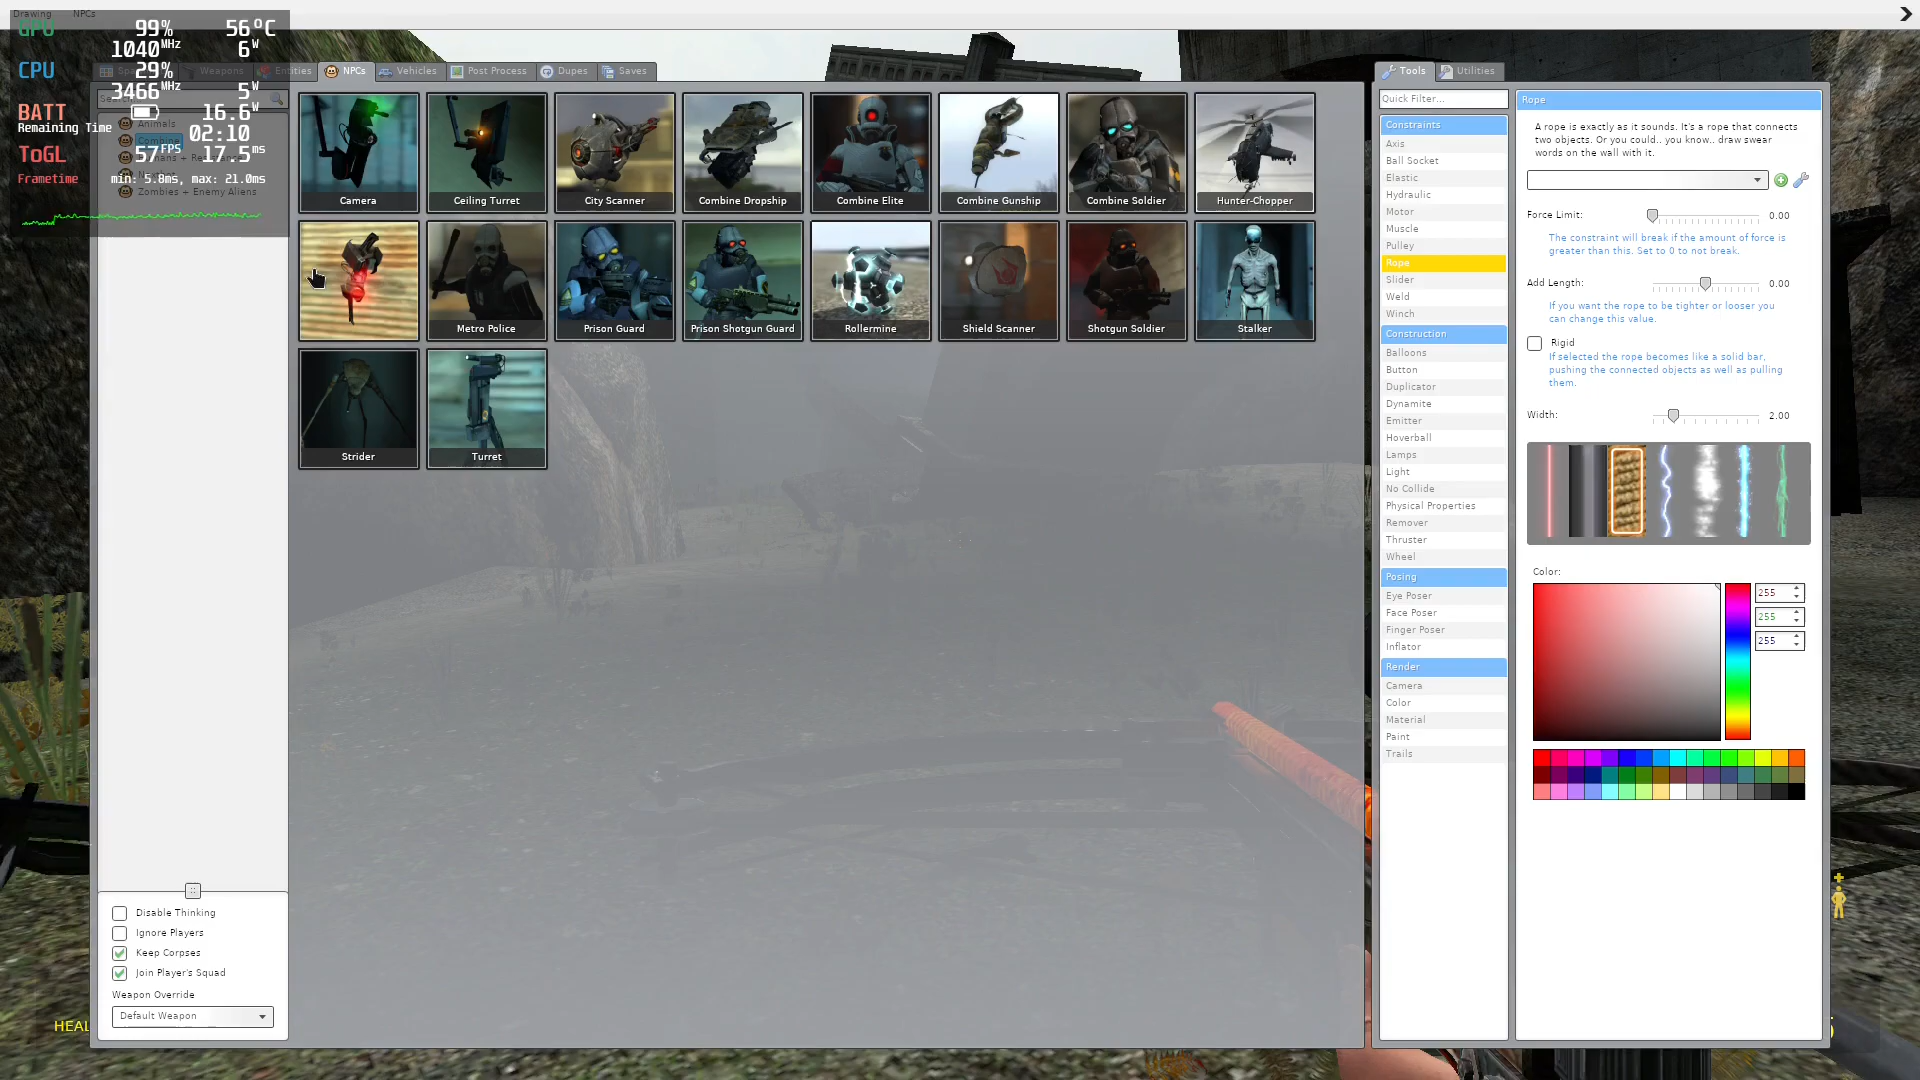 Drawing NPCs
GPU 99% 56°C
1040MHz 6W
CPU 29%
3466MHz 5W
BATT 16.6W
Remaining Time 02:10
ToGL 57FPS 17.5ms
Frametime min: 5.8ms, max: 21.0ms
Weapons Entities NPCs Vehicles Post Process Dupes Saves
Animals
Zombies + Enemy Aliens
Camera
Ceiling Turret
City Scanner
Combine Dropship
Combine Elite
Combine Gunship
Combine Soldier
Hunter-Chopper
Metro Police
Prison Guard
Prison Shotgun Guard
Rollermine
Shield Scanner
Shotgun Soldier
Stalker
Strider
Turret
Disable Thinking
Ignore Players
Keep Corpses
Join Player's Squad
Weapon Override
Default Weapon
HEAL
Tools Utilities
Quick Filter...
Constraints
Axis
Ball Socket
Elastic
Hydraulic
Motor
Muscle
Pulley
Rope
Slider
Weld
Winch
Construction
Balloons
Button
Duplicator
Dynamite
Emitter
Hoverball
Lamps
Light
No Collide
Physical Properties
Remover
Thruster
Wheel
Posing
Eye Poser
Face Poser
Finger Poser
Inflator
Render
Camera
Color
Material
Paint
Trails
Rope
A rope is exactly as it sounds. It's a rope that connects
two objects. Or you could.. you know.. draw swear
words on the wall with it.
Force Limit: 0.00
The constraint will break if the amount of force is
greater than this. Set to 0 to not break.
Add Length: 0.00
If you want the rope to be tighter or looser you
can change this value.
Rigid
If selected the rope becomes like a solid bar,
pushing the connected objects as well as pulling
them.
Width: 2.00
Color:
255
255
255